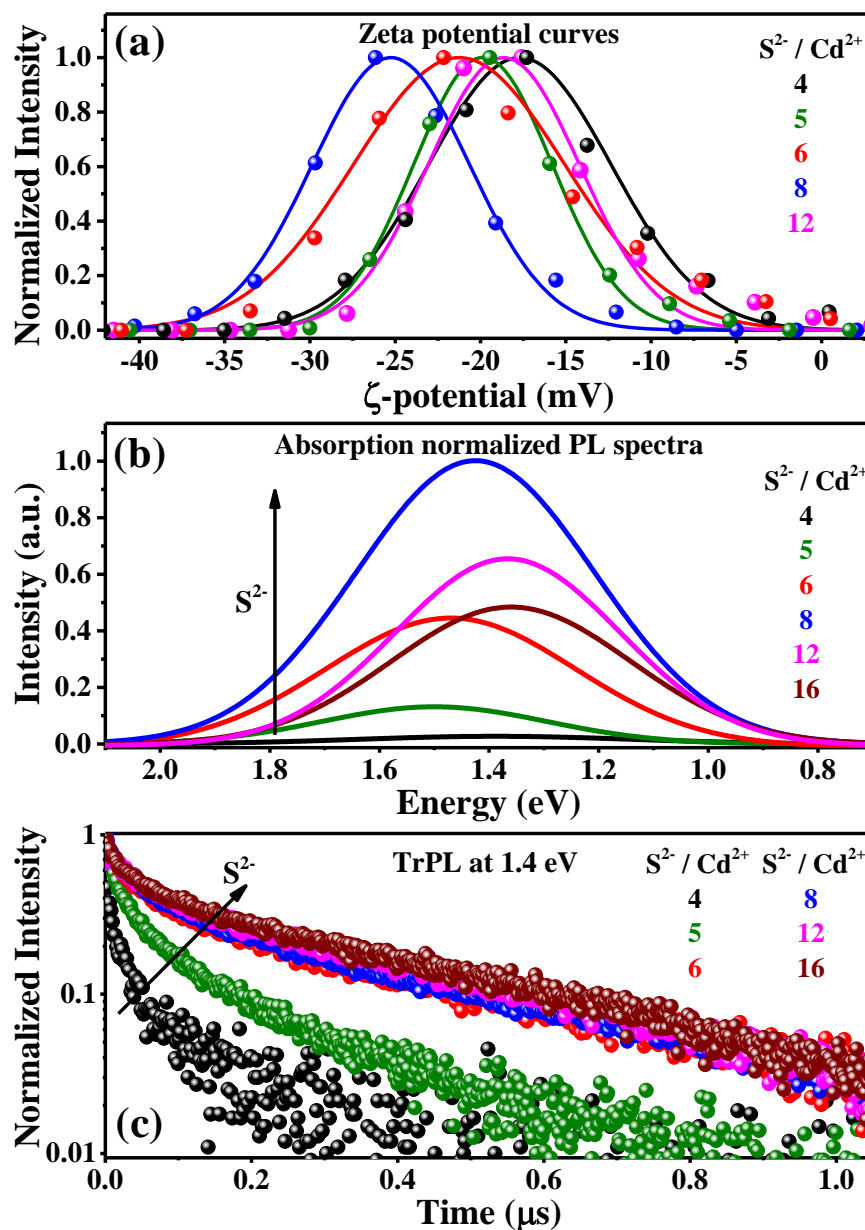 (a) Zeta potential curves
S²⁻ / Cd²⁺
4
5
6
8
12
Normalized Intensity
1.0
0.8
0.6
0.4
0.2
0.0
-40 -35 -30 -25 -20 -15 -10 -5 0
ζ-potential (mV)
(b) Absorption normalized PL spectra
S²⁻ / Cd²⁺
4
5
6
8
12
16
S²⁻
Intensity (a.u.)
1.0
0.8
0.6
0.4
0.2
0.0
2.0 1.8 1.6 1.4 1.2 1.0 0.8
Energy (eV)
TrPL at 1.4 eV
S²⁻ / Cd²⁺ S²⁻ / Cd²⁺
4 8
5 12
6 16
S²⁻
Normalized Intensity
1
0.1
0.01
(c)
0.0 0.2 0.4 0.6 0.8 1.0
Time (μs)